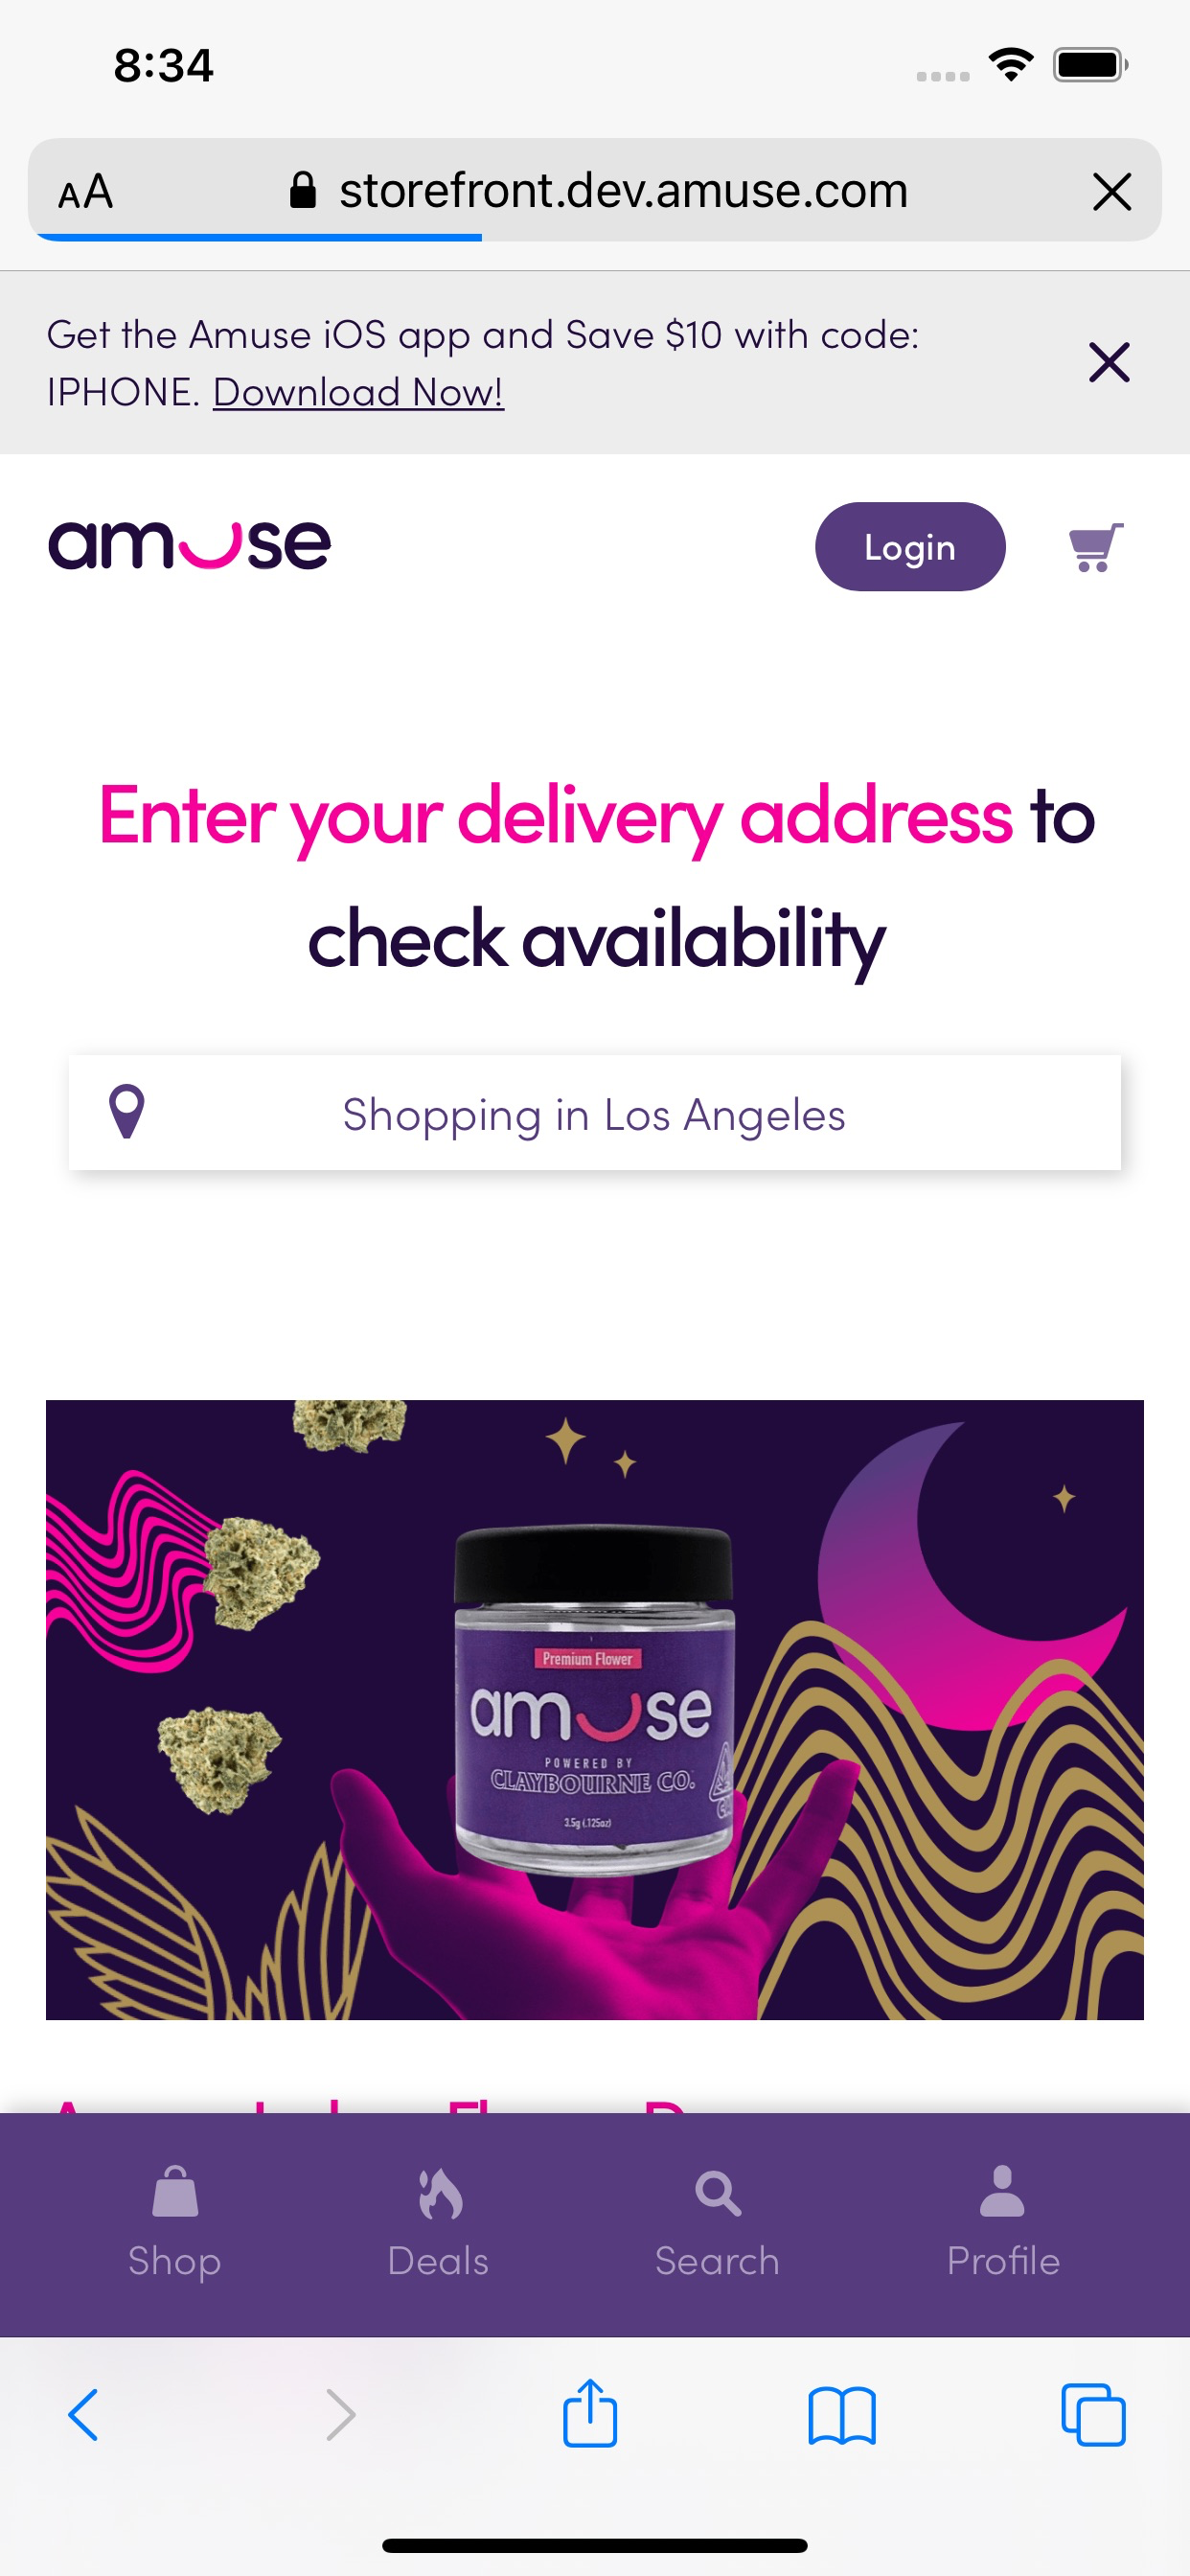 8:34
AA storefront.dev.amuse.com
Get the Amuse iOS app and Save $10 with code:
IPHONE. Download Now!
amuse Login
Enter your delivery address to
check availability
Shopping in Los Angeles
Premium Flower
amuse
POWERED BY
CLAYBOURNE CO.
3.5g (.125oz)
Shop Deals Search Profile